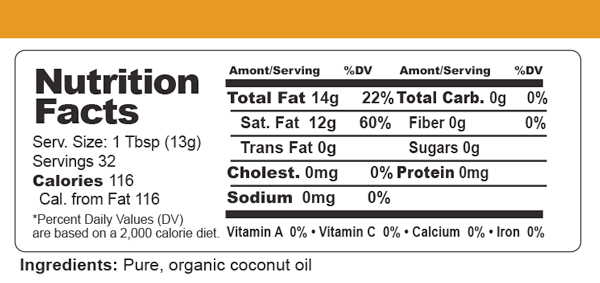 Nutrition
Facts
Serv. Size: 1 Tbsp (13g)
Servings 32
Calories 116
Cal. from Fat 116
*Percent Daily Values (DV)
are based on a 2,000 calorie diet.
Amont/Serving %DV Amont/Serving %DV
Total Fat 14g 22% Total Carb. 0g 0%
Sat. Fat 12g 60% Fiber 0g 0%
Trans Fat 0g Sugars 0g
Cholest. 0mg 0% Protein 0mg
Sodium 0mg 0%
Vitamin A 0% • Vitamin C 0% • Calcium 0% • Iron 0%
Ingredients: Pure, organic coconut oil